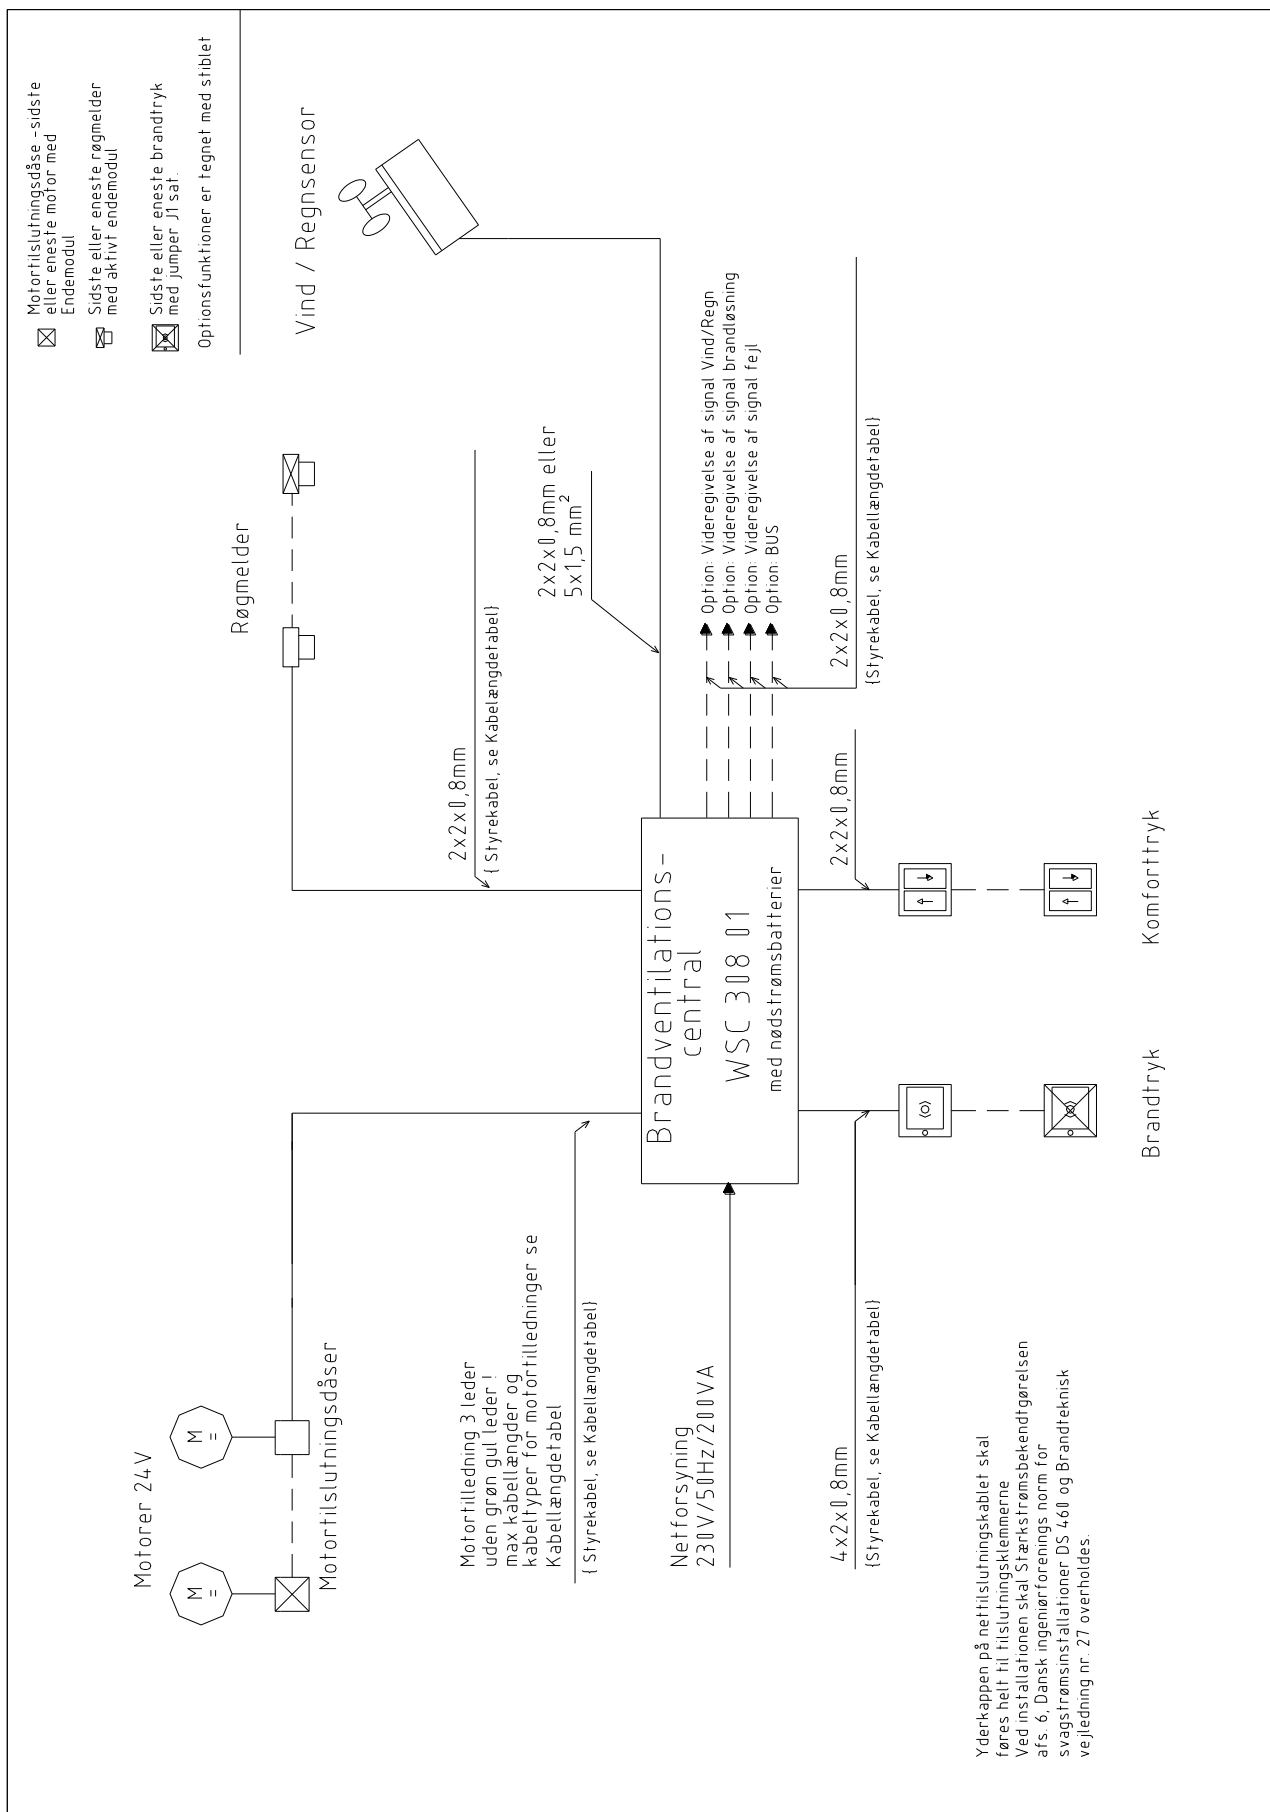 Motortilslutningsdåse - sidste
eller eneste motor med
Endemodul
Sidste eller eneste røgmelder
med aktivt endemodul
Sidste eller eneste brandtryk
med jumper J1 sat.
Optionsfunktioner er tegnet med stiblet
Motorer 24V
M
=
M
=
Motortilslutningsdåser
Røgmelder
Vind / Regnsensor
Motortilledning 3 leder
uden grøn gul leder !
max kabellængder og
kabeltyper for motortilledninger se
Kabellængdetabel
{ Styrekabel, se Kabellængdetabel}
2x2x0,8mm
{ Styrekabel, se Kabelængdetabel}
2x2x0,8mm eller
5x1,5 mm²
Brandventilations-
central
WSC 308 01
med nødstrømsbatterier
Netforsyning
230V/50Hz/200VA
Option: Videregivelse af signal Vind/Regn
Option: Videregivelse af signal brandløsning
Option: Videregivelse af signal fejl
Option: BUS
4x2x0,8mm
{Styrekabel, se Kabellængdetabel}
2x2x0,8mm
2x2x0,8mm
{Styrekabel, se Kabellængdetabel}
Brandtryk
Komforttryk
Yderkappen på nettilslutningskablet skal
føres helt til tilslutningsklemmerne
Ved installationen skal Stærkstrømsbekendtgørelsen
afs. 6, Dansk ingeniørforenings norm for
svagstrømsinstallationer DS 460 og Brandteknisk
vejledning nr. 27 overholdes.